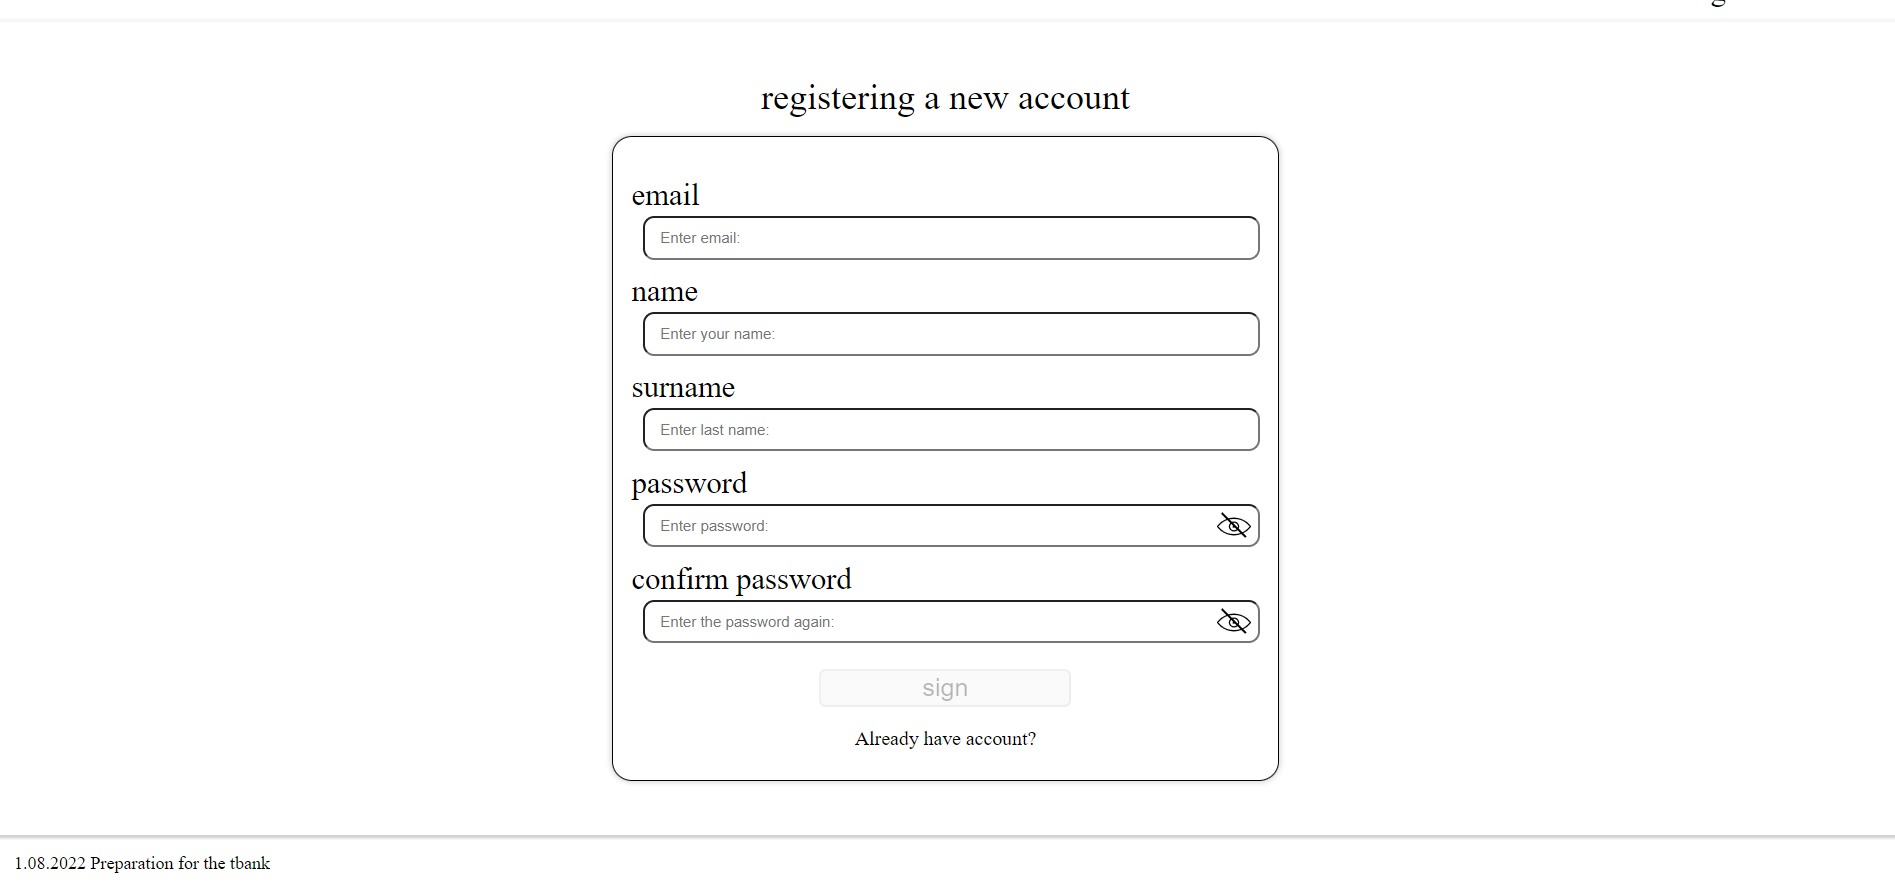 registering a new account
email
Enter email:
name
Enter your name:
surname
Enter last name:
password
Enter password:
confirm password
Enter the password again:
sign
Already have account?
1.08.2022 Preparation for the tbank